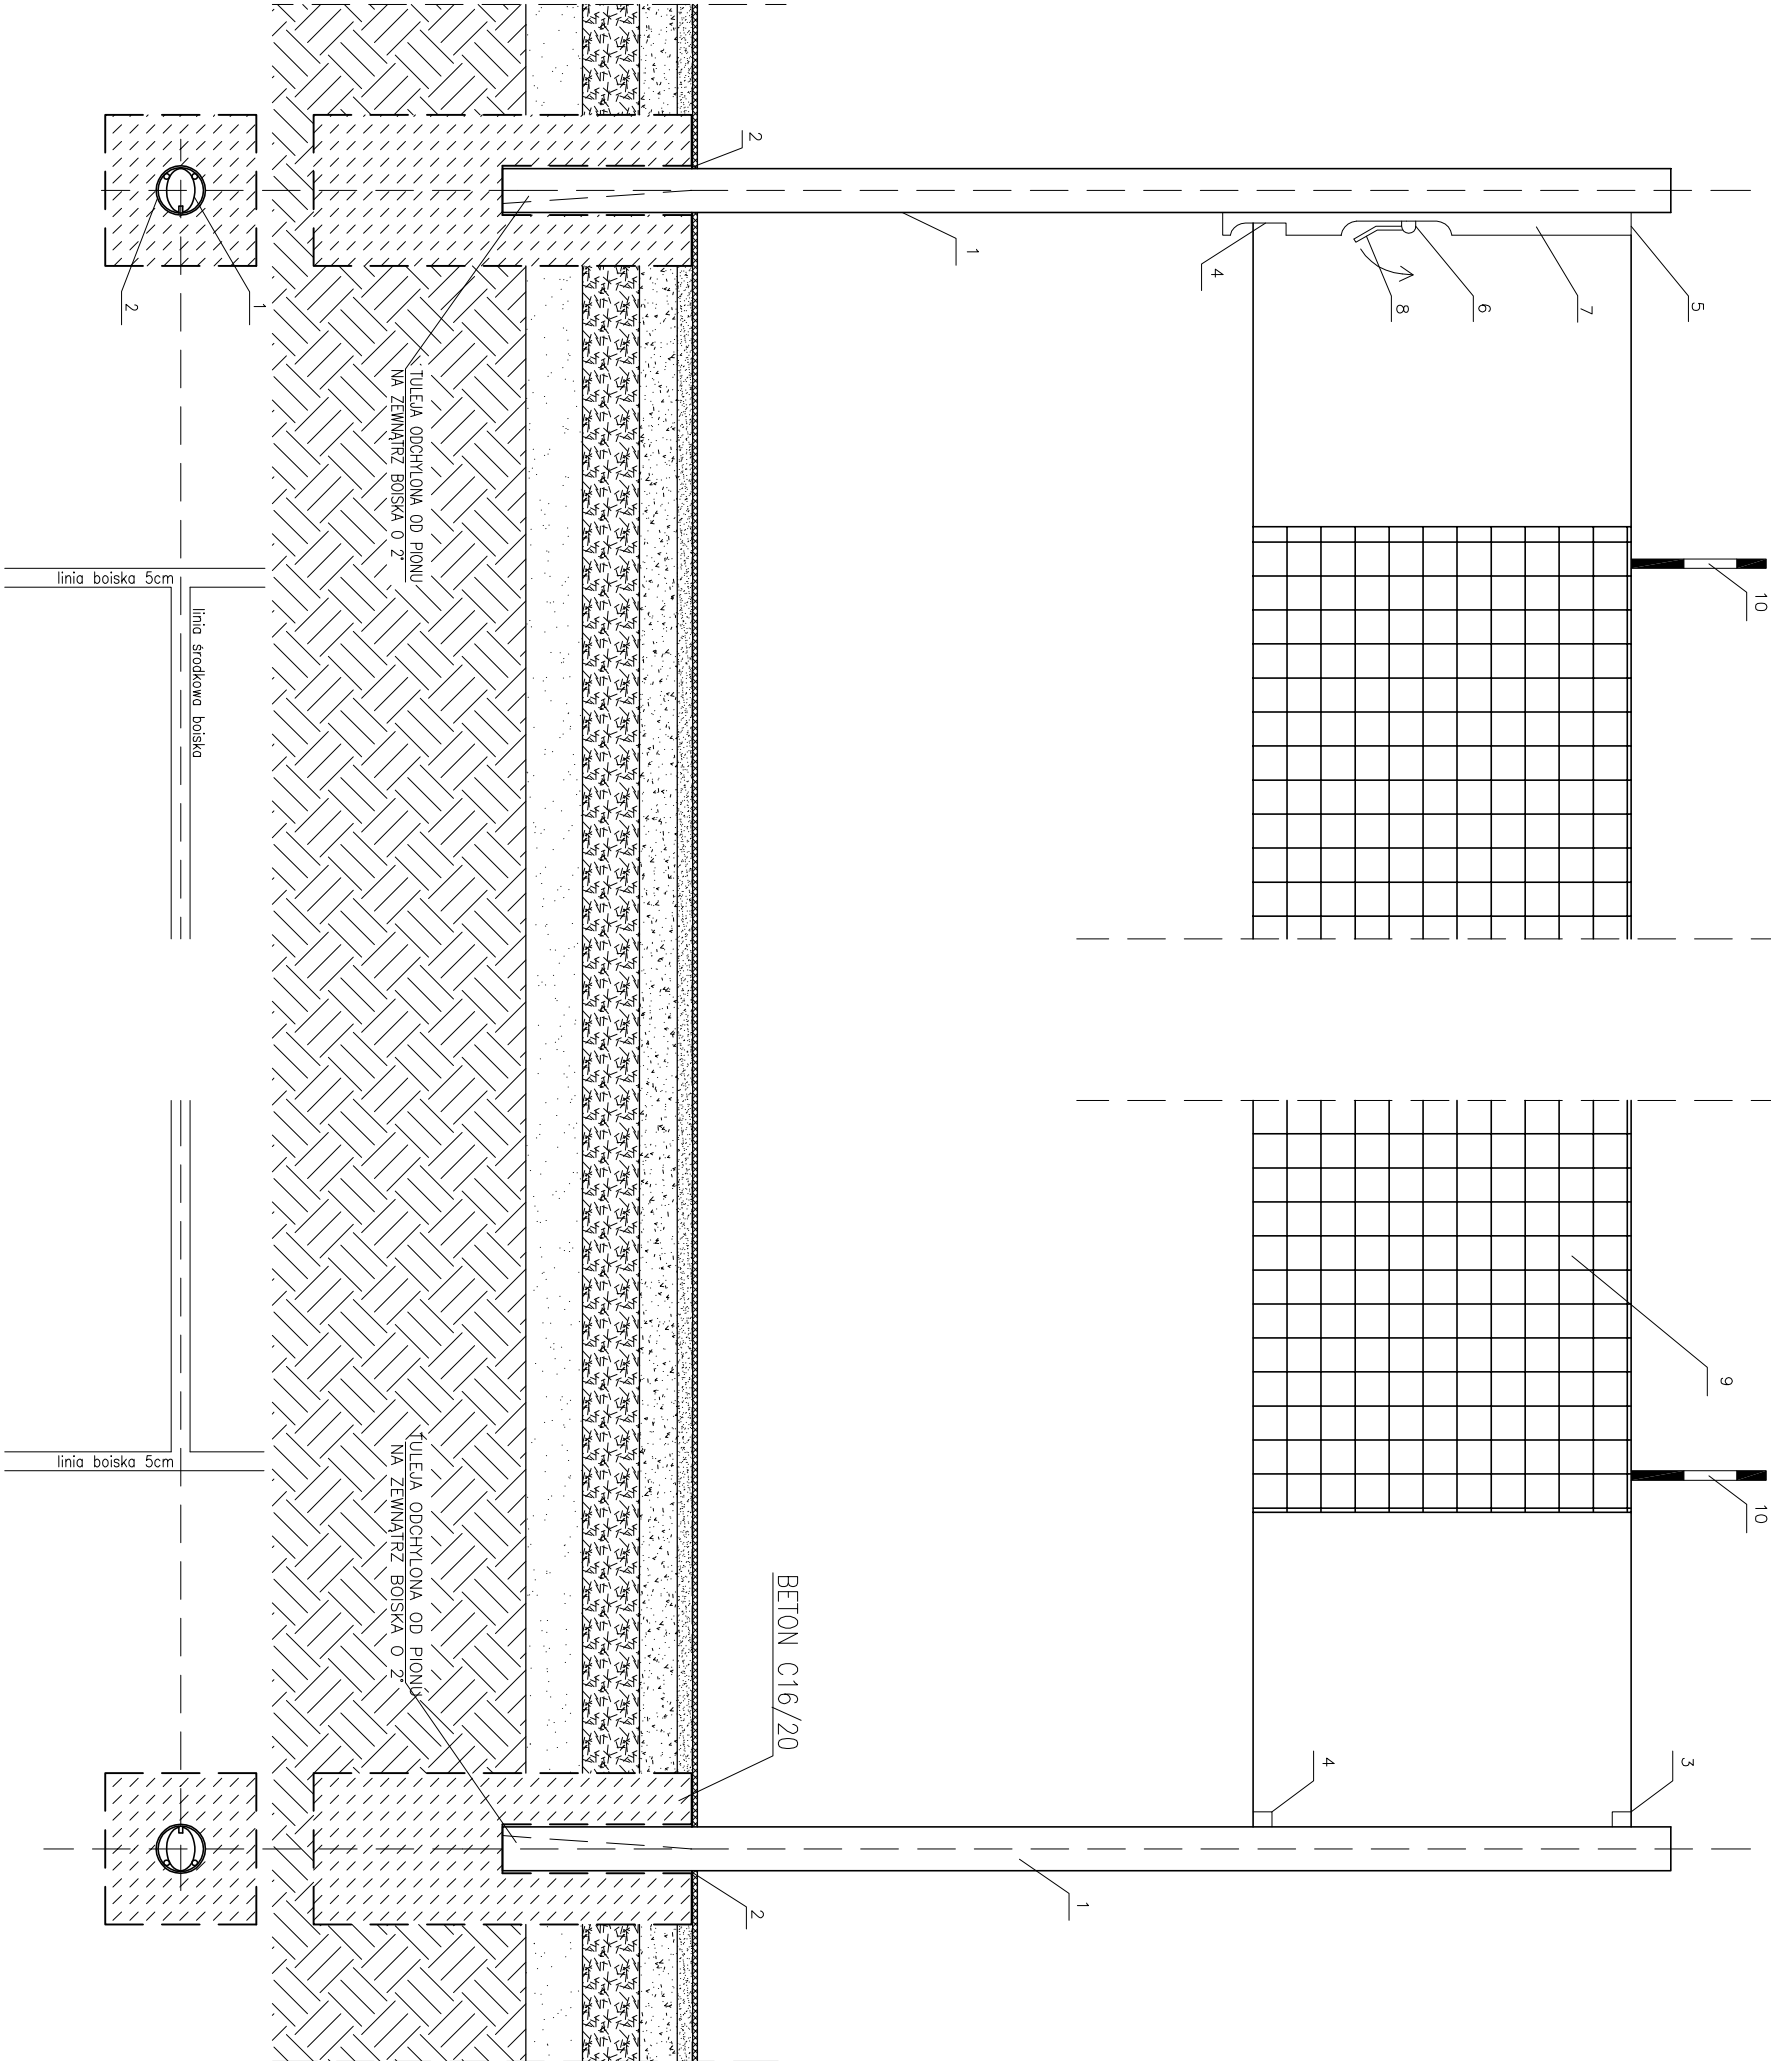 10
10
5
3
7
9
6
8
4
4
1
1
2
2
BETON C16/20
TULEJA ODCHYLONA OD PIONU
NA ZEWNĄTRZ BOISKA O 2°
TULEJA ODCHYLONA OD PIONU
NA ZEWNĄTRZ BOISKA O 2°
1
2
linia środkowa boiska
linia boiska 5cm
linia boiska 5cm